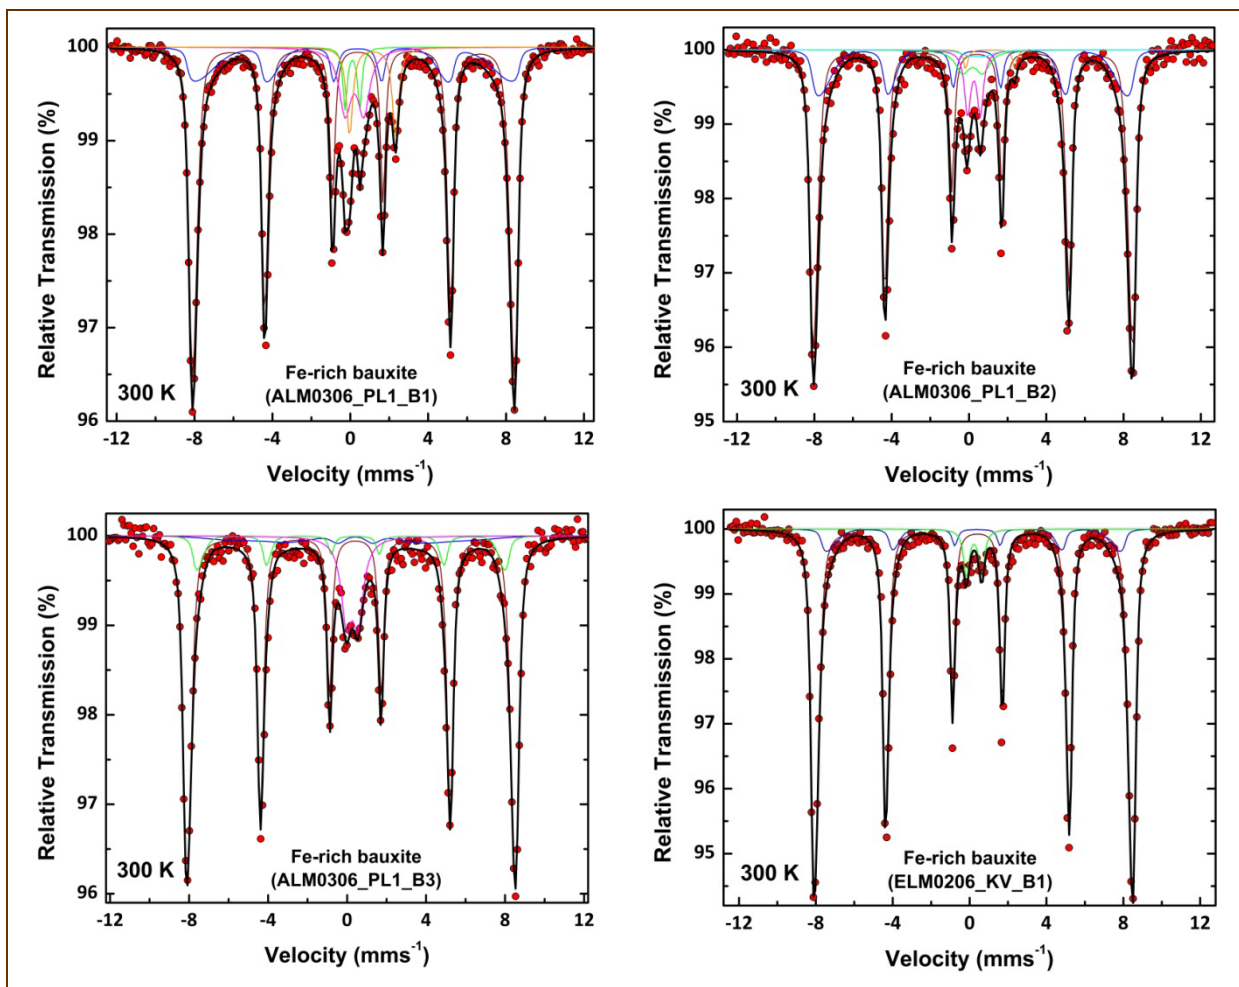 100
99
98
97
96
Relative Transmission (%)
300 K
Fe-rich bauxite
(ALM0306_PL1_B1)
-12 -8 -4 0 4 8 12
Velocity (mms⁻¹)
100
99
98
97
96
95
Relative Transmission (%)
300 K
Fe-rich bauxite
(ALM0306_PL1_B2)
-12 -8 -4 0 4 8 12
Velocity (mms⁻¹)
100
99
98
97
96
Relative Transmission (%)
300 K
Fe-rich bauxite
(ALM0306_PL1_B3)
-12 -8 -4 0 4 8 12
Velocity (mms⁻¹)
100
99
98
97
96
95
Relative Transmission (%)
300 K
Fe-rich bauxite
(ELM0206_KV_B1)
-12 -8 -4 0 4 8 12
Velocity (mms⁻¹)